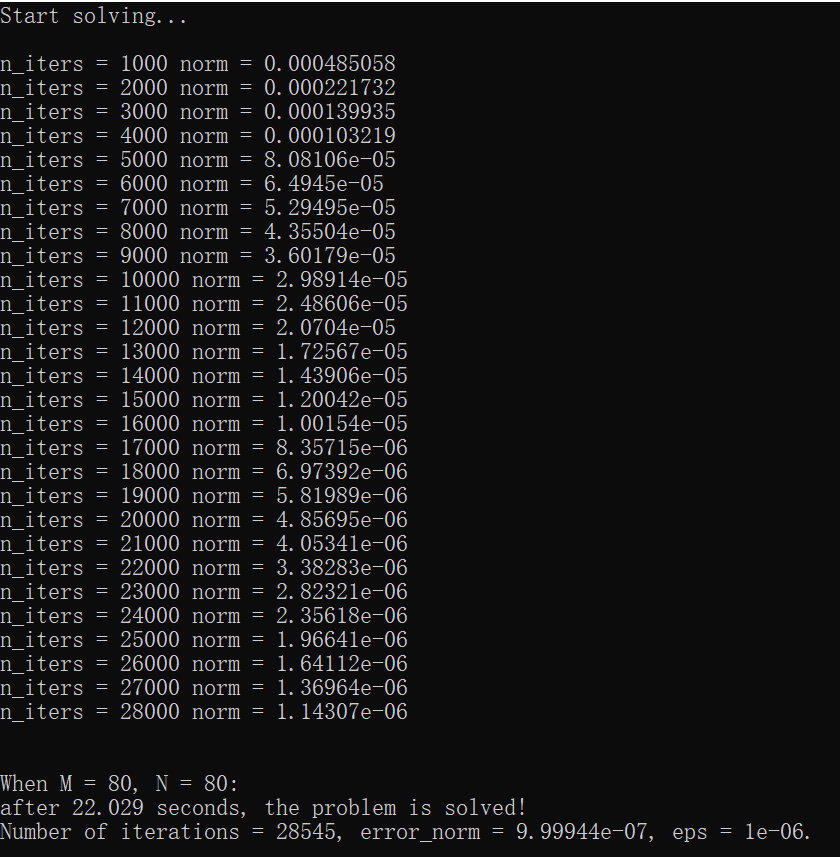 Start solving...
n_iters = 1000 norm = 0.000485058
n_iters = 2000 norm = 0.000221732
n_iters = 3000 norm = 0.000139935
n_iters = 4000 norm = 0.000103219
n_iters = 5000 norm = 8.08106e-05
n_iters = 6000 norm = 6.4945e-05
n_iters = 7000 norm = 5.29495e-05
n_iters = 8000 norm = 4.35504e-05
n_iters = 9000 norm = 3.60179e-05
n_iters = 10000 norm = 2.98914e-05
n_iters = 11000 norm = 2.48606e-05
n_iters = 12000 norm = 2.0704e-05
n_iters = 13000 norm = 1.72567e-05
n_iters = 14000 norm = 1.43906e-05
n_iters = 15000 norm = 1.20042e-05
n_iters = 16000 norm = 1.00154e-05
n_iters = 17000 norm = 8.35715e-06
n_iters = 18000 norm = 6.97392e-06
n_iters = 19000 norm = 5.81989e-06
n_iters = 20000 norm = 4.85695e-06
n_iters = 21000 norm = 4.05341e-06
n_iters = 22000 norm = 3.38283e-06
n_iters = 23000 norm = 2.82321e-06
n_iters = 24000 norm = 2.35618e-06
n_iters = 25000 norm = 1.96641e-06
n_iters = 26000 norm = 1.64112e-06
n_iters = 27000 norm = 1.36964e-06
n_iters = 28000 norm = 1.14307e-06
When M = 80, N = 80:
after 22.029 seconds, the problem is solved!
Number of iterations = 28545, error_norm = 9.99944e-07, eps = 1e-06.